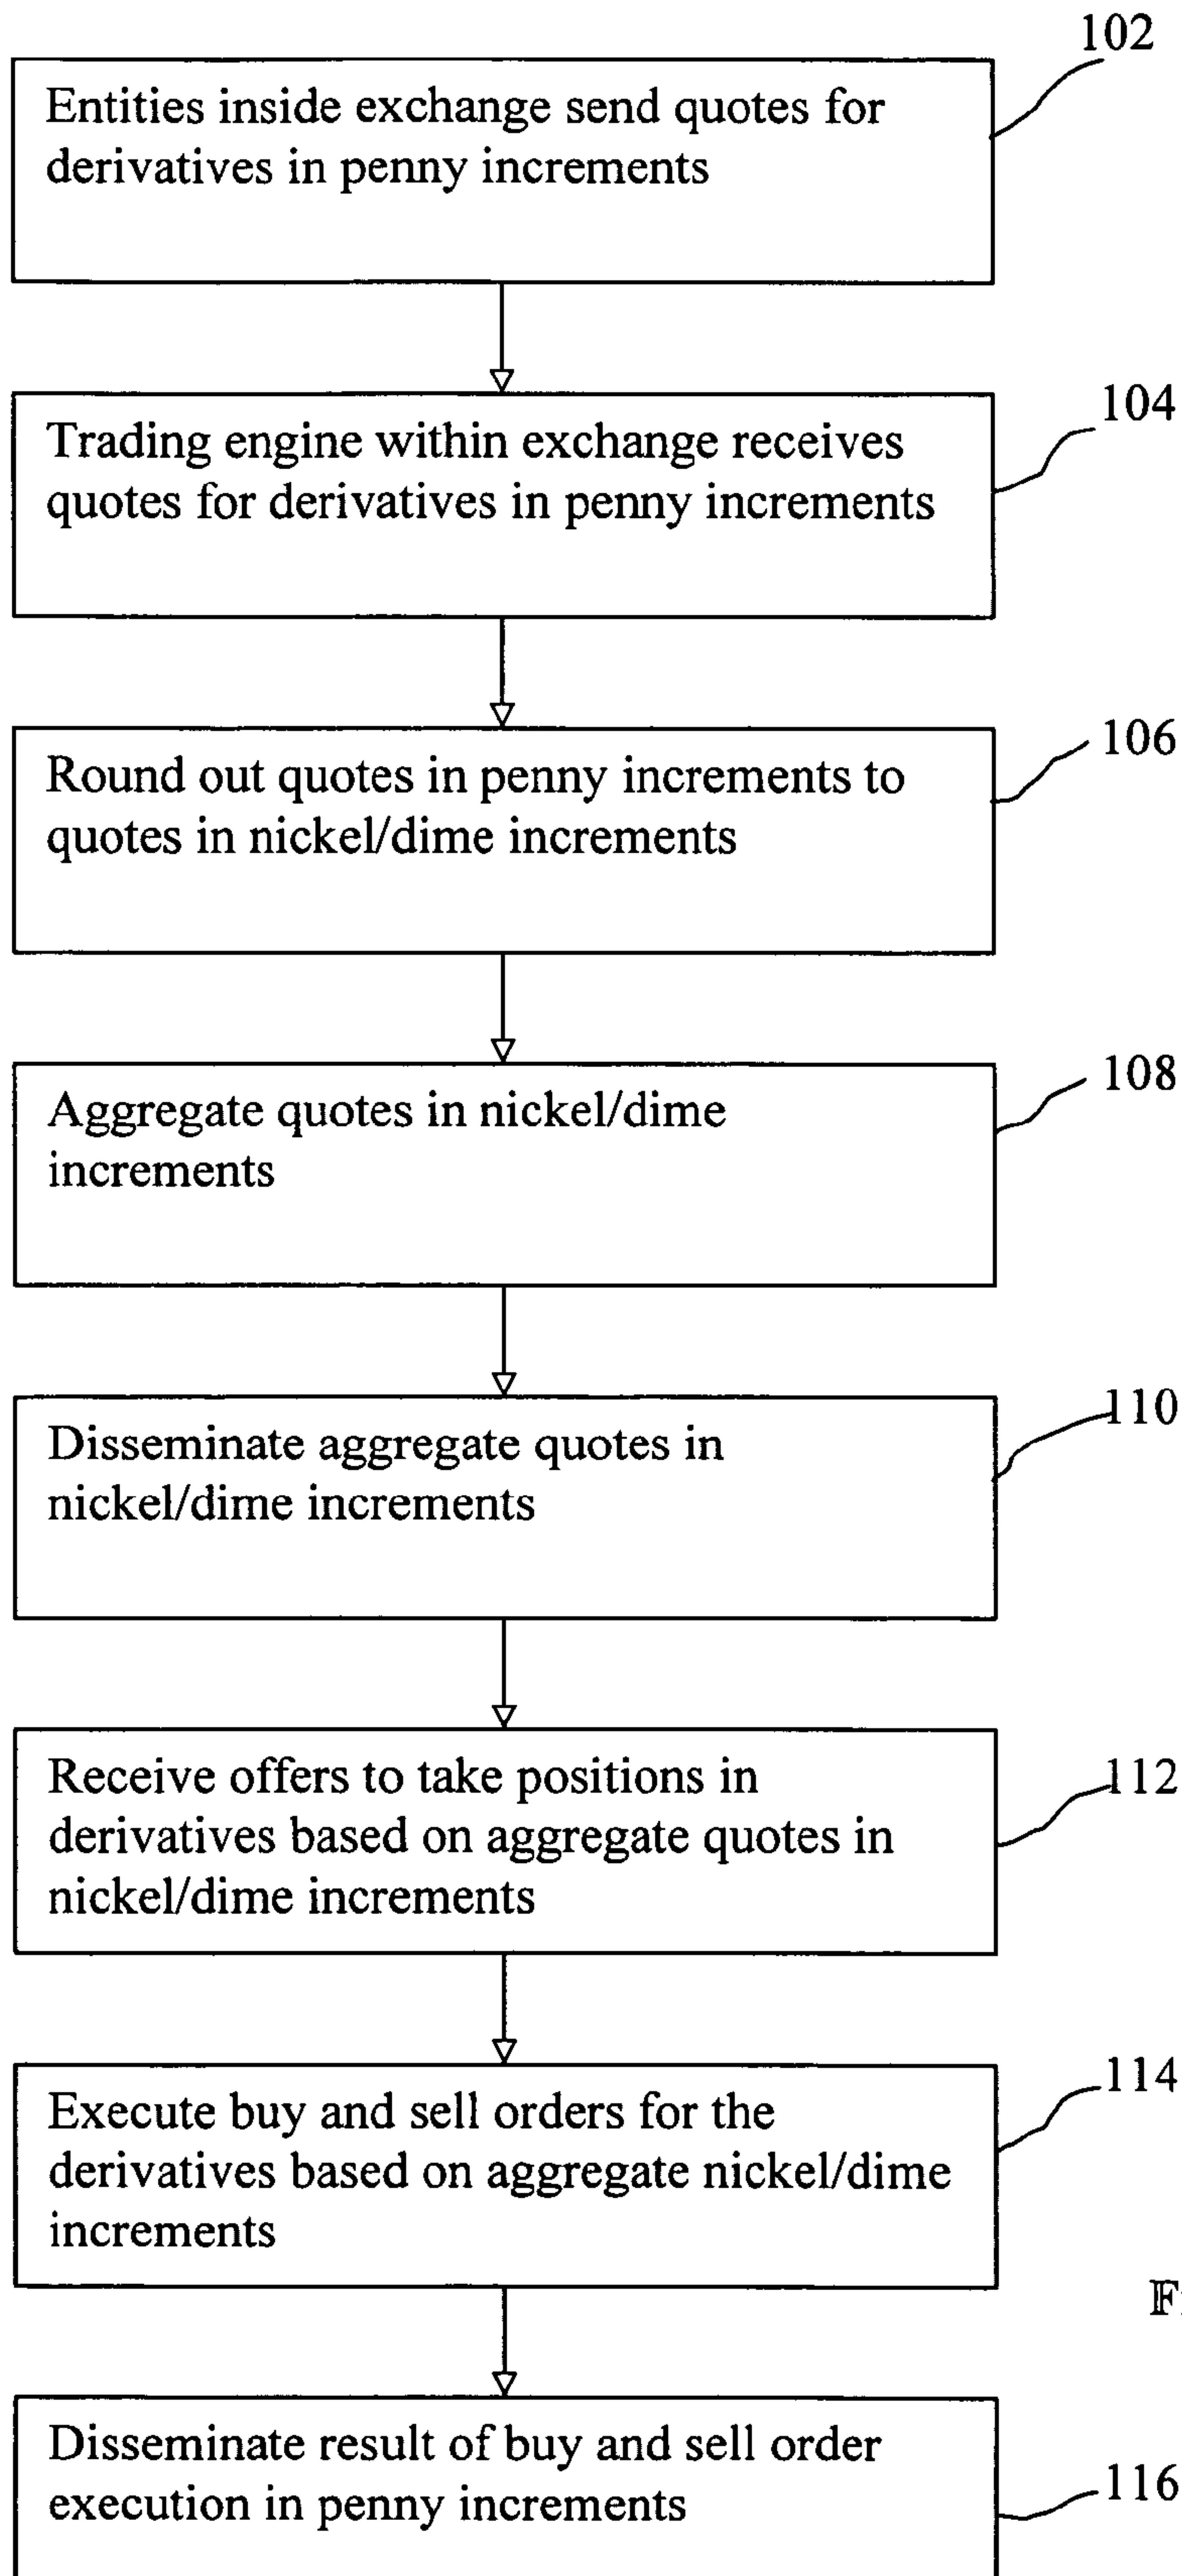 102
Entities inside exchange send quotes for
derivatives in penny increments
104
Trading engine within exchange receives
quotes for derivatives in penny increments
106
Round out quotes in penny increments to
quotes in nickel/dime increments
108
Aggregate quotes in nickel/dime
increments
110
Disseminate aggregate quotes in
nickel/dime increments
112
Receive offers to take positions in
derivatives based on aggregate quotes in
nickel/dime increments
114
Execute buy and sell orders for the
derivatives based on aggregate nickel/dime
increments
116
Disseminate result of buy and sell order
execution in penny increments